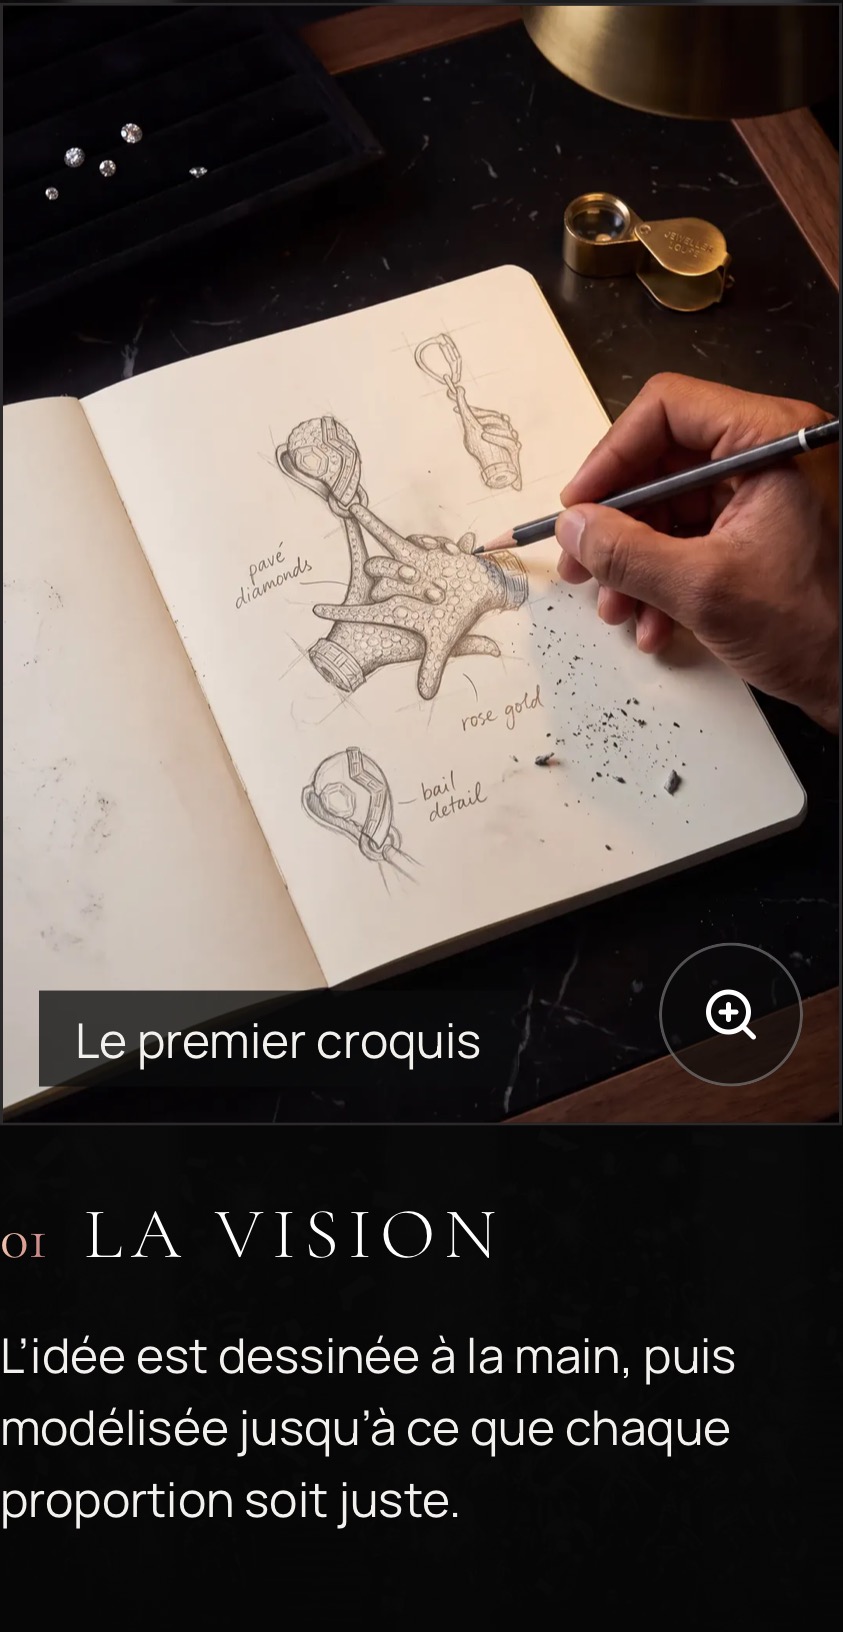 JEWELLER
LOUPE
pavé
diamonds
rose gold
bail
detail
Le premier croquis
01 LA VISION
L’idée est dessinée à la main, puis
modélisée jusqu’à ce que chaque
proportion soit juste.